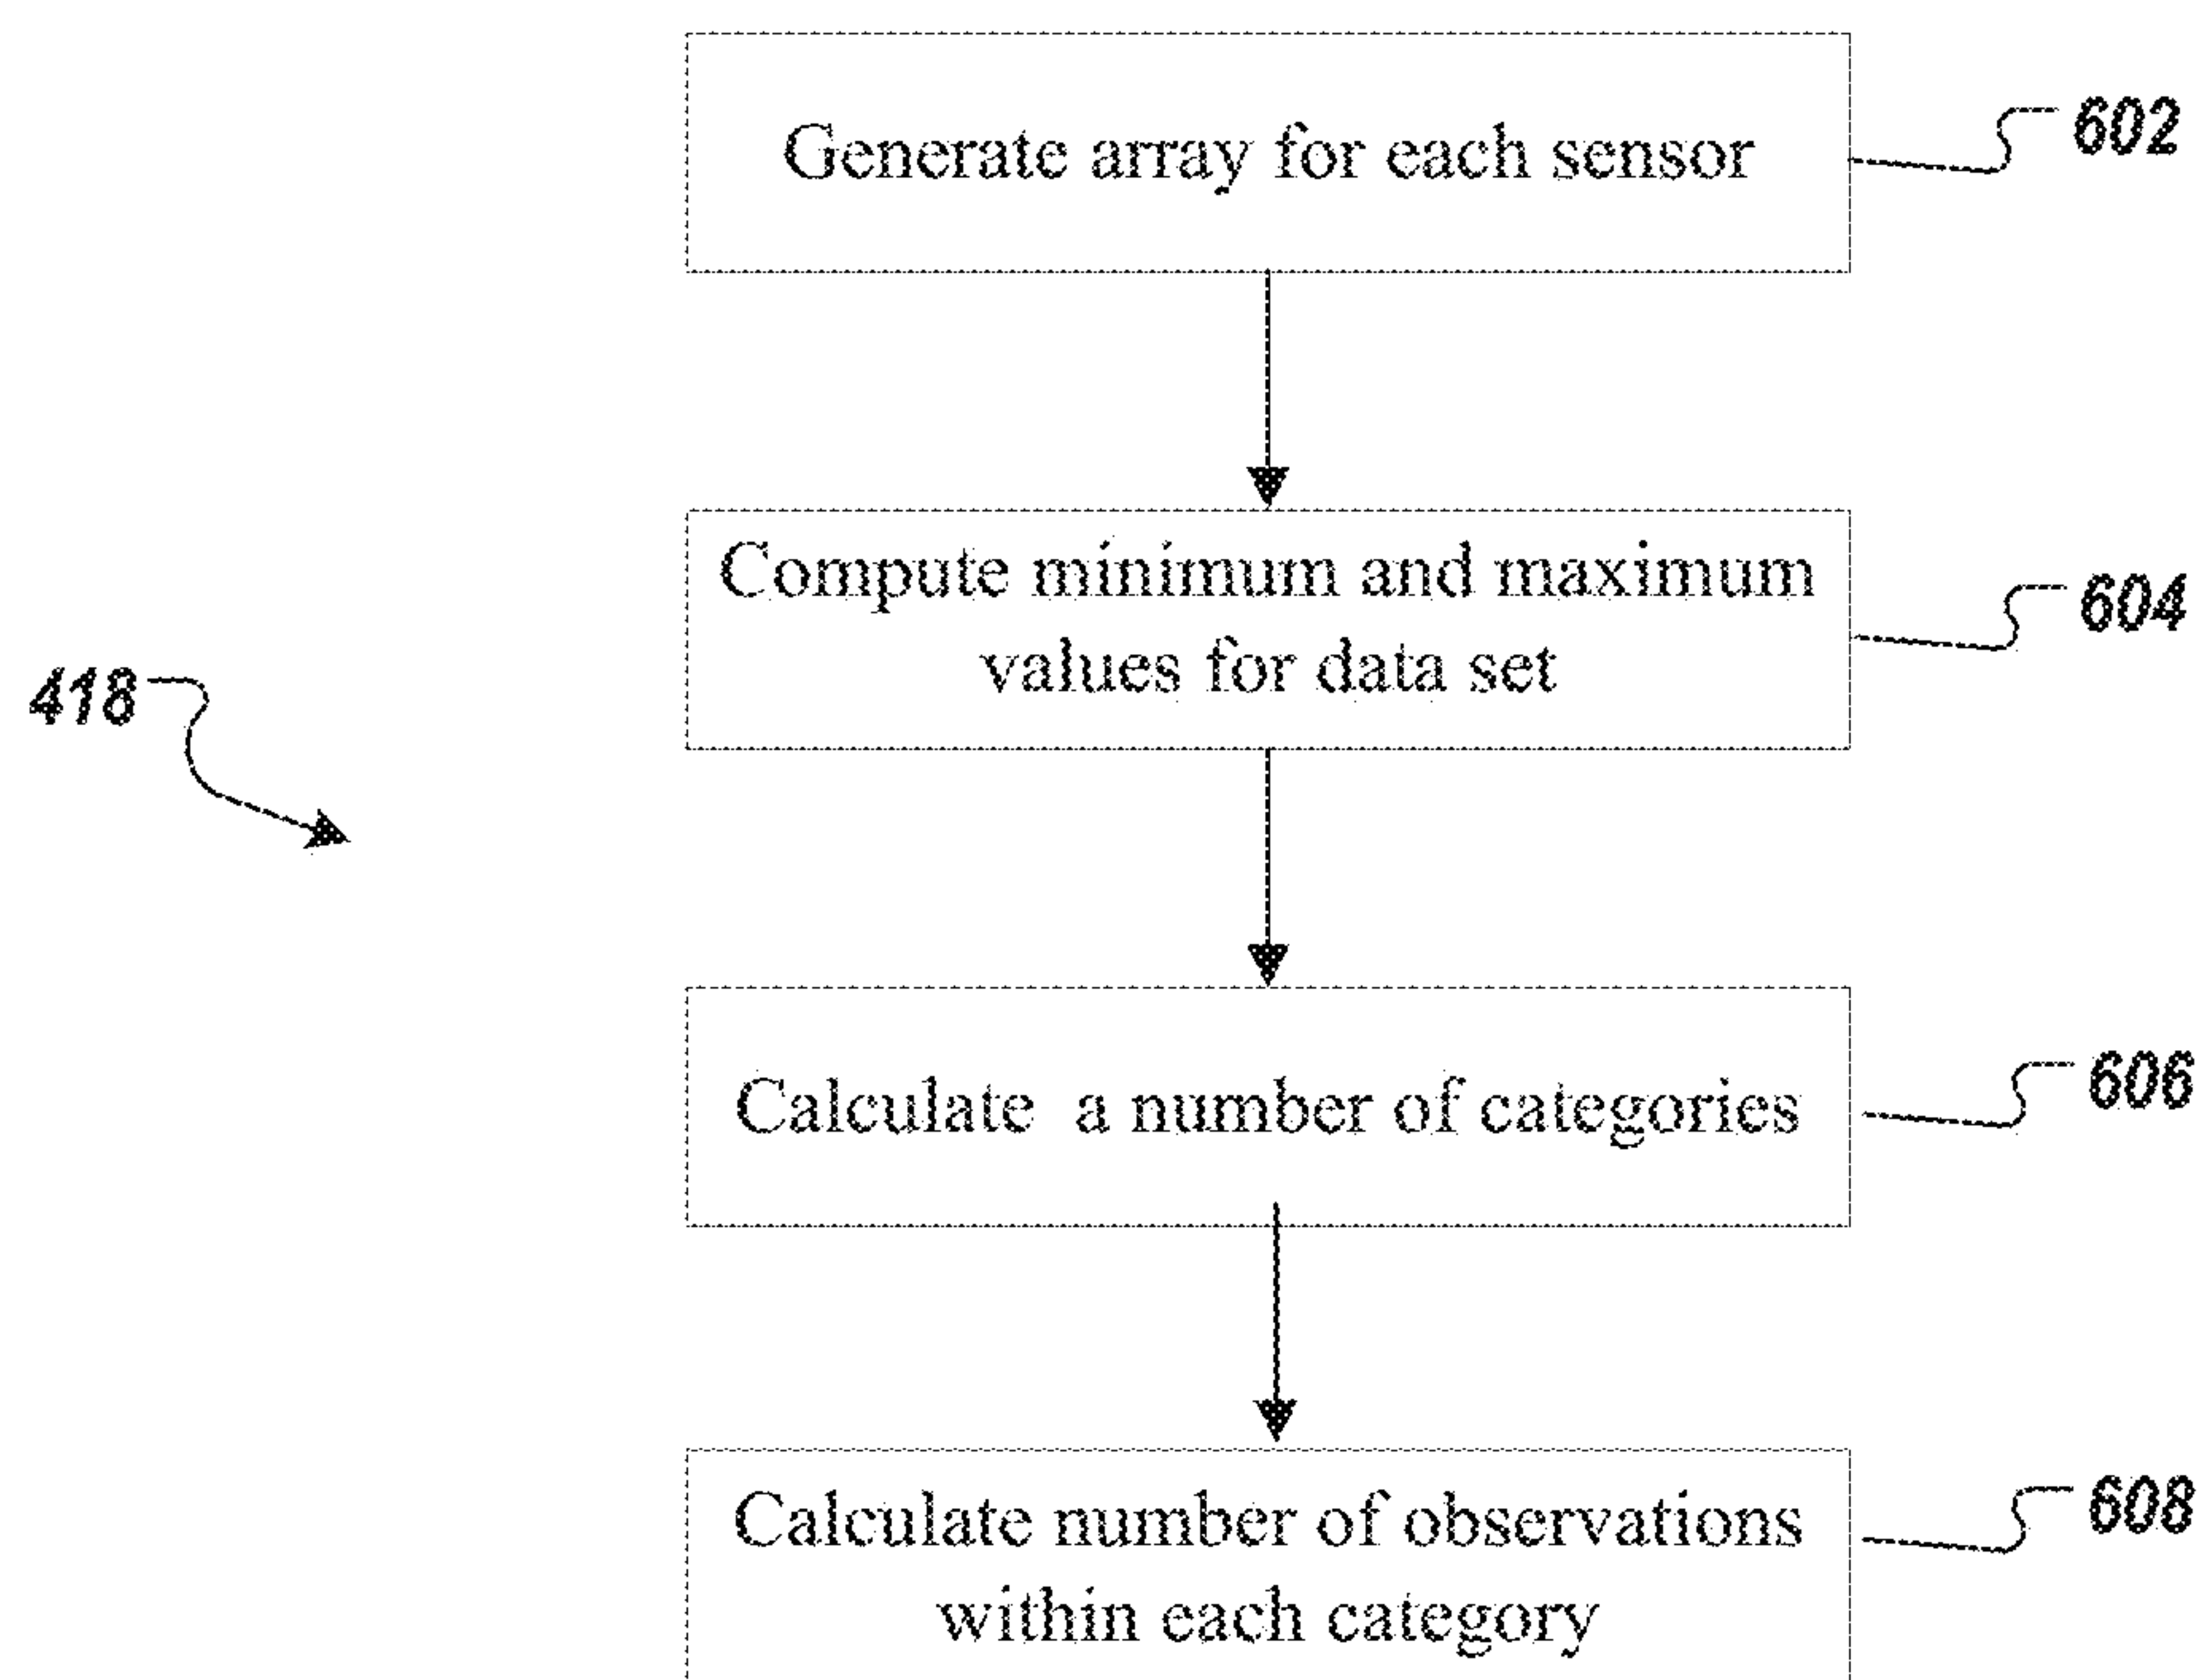 Generate array for each sensor
602
Compute minimum and maximum
values for data set
604
418
Calculate a number of categories
606
Calculate number of observations
within each category
608